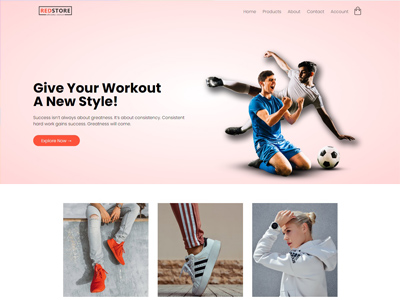 REDSTORE
Home Products About Contact Account
Give Your Workout
A New Style!
Success isn't always about greatness. It's about consistency. Consistent
hard work gains success. Greatness will come.
Explore Now →